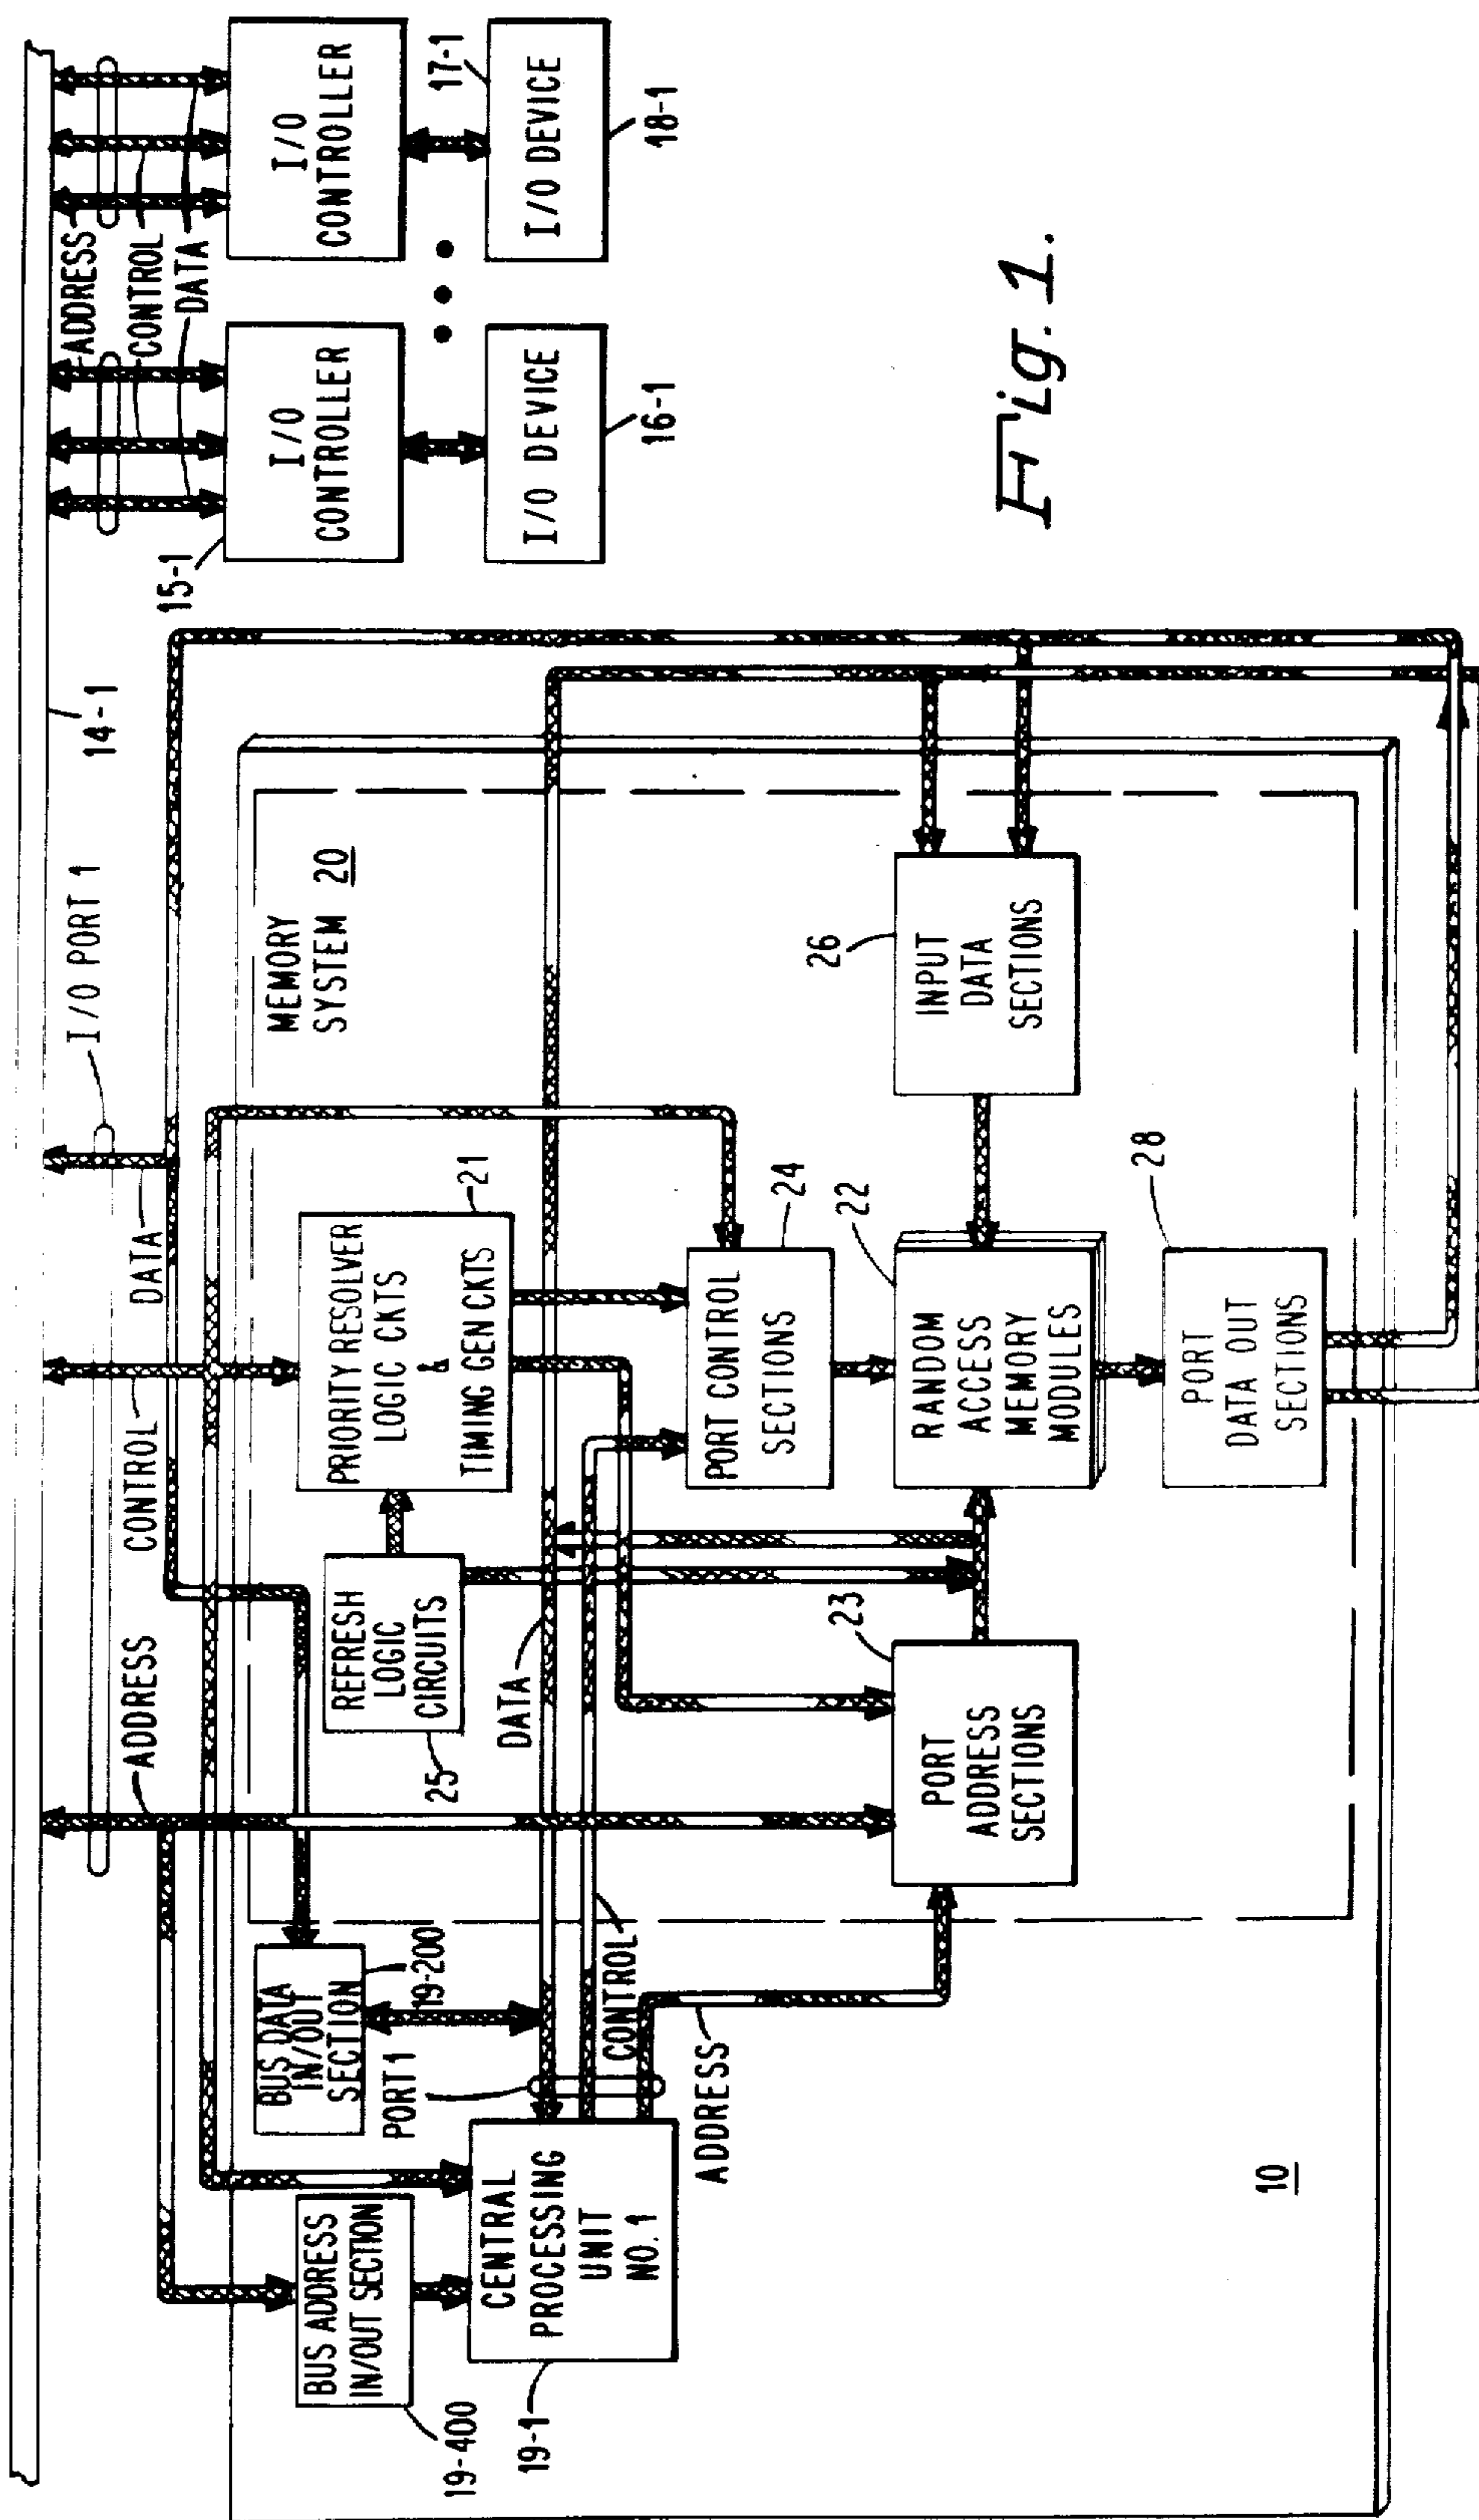 14-1
I/O PORT 1
ADDRESS
CONTROL
DATA
ADDRESS
CONTROL
DATA
15-1
I/O
CONTROLLER
I/O
CONTROLLER
17-1
I/O DEVICE
16-1
I/O DEVICE
18-1
MEMORY
SYSTEM 20
BUS ADDRESS
IN/OUT SECTION
19-400
BUS DATA
IN/OUT
SECTION
19-200
PORT 1
CENTRAL
PROCESSING
UNIT
NO. 1
19-1
CONTROL
ADDRESS
DATA
REFRESH
LOGIC
CIRCUITS
25
PRIORITY RESOLVER
LOGIC CKTS
&
TIMING GEN CKTS
21
PORT CONTROL
SECTIONS
24
PORT
ADDRESS
SECTIONS
23
RANDOM
ACCESS
MEMORY
MODULES
22
INPUT
DATA
SECTIONS
26
PORT
DATA OUT
SECTIONS
28
10
Fig. 1.